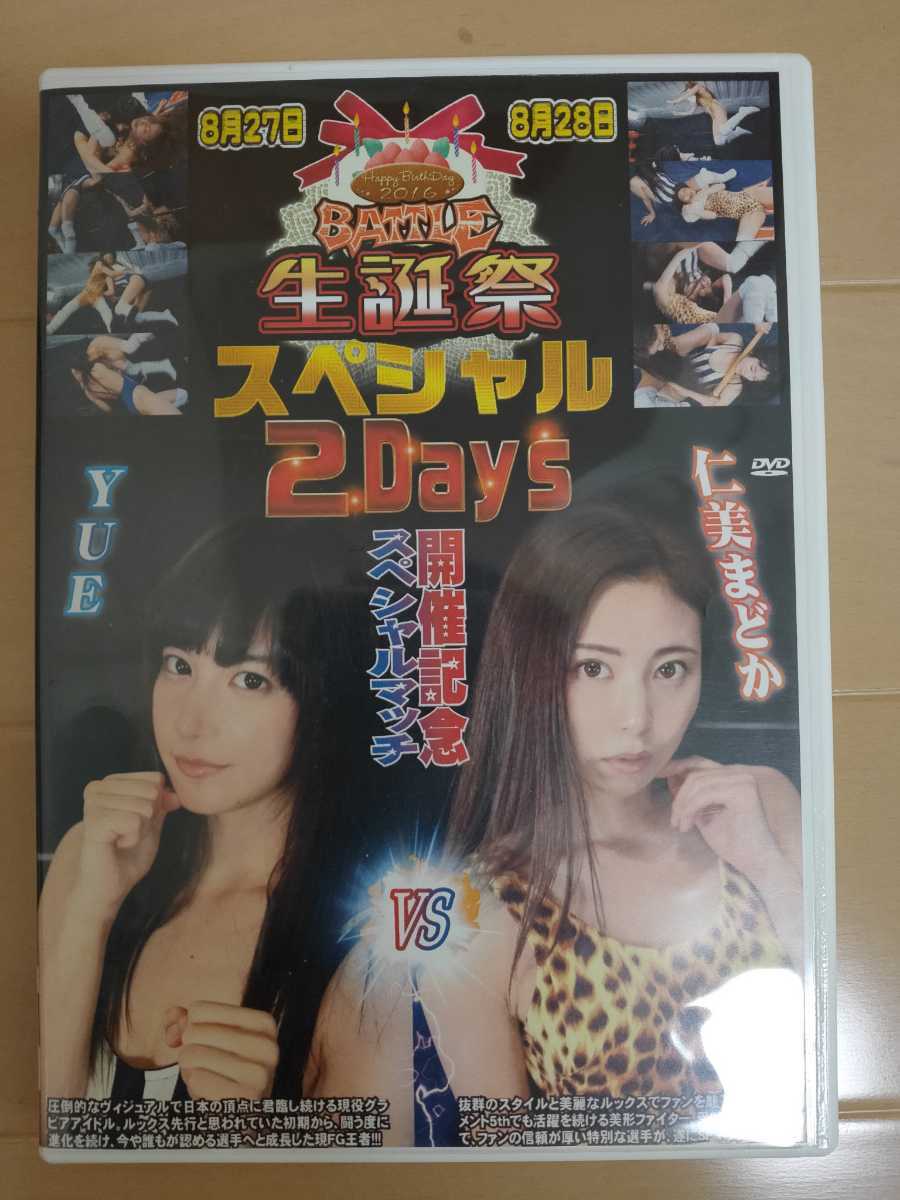 8月27日
8月28日
Happy BirthDay
2016
BATTLE
生誕祭
スペシャル
2Days
DVD
YUE
仁美まどか
開催記念
スペシャルマッチ
VS
圧倒的なヴィジュアルで日本の頂点に君臨し続ける現役グラ
ビアアイドル。ルックス先行と思われていた初期から、闘う度に
進化を続け、今や誰もが認める選手へと成長した現FG王者!!!
抜群のスタイルと美麗なルックスでファンを
メント5thでも活躍を続ける美形ファイター
で、ファンの信頼が厚い特別な選手が、遂に